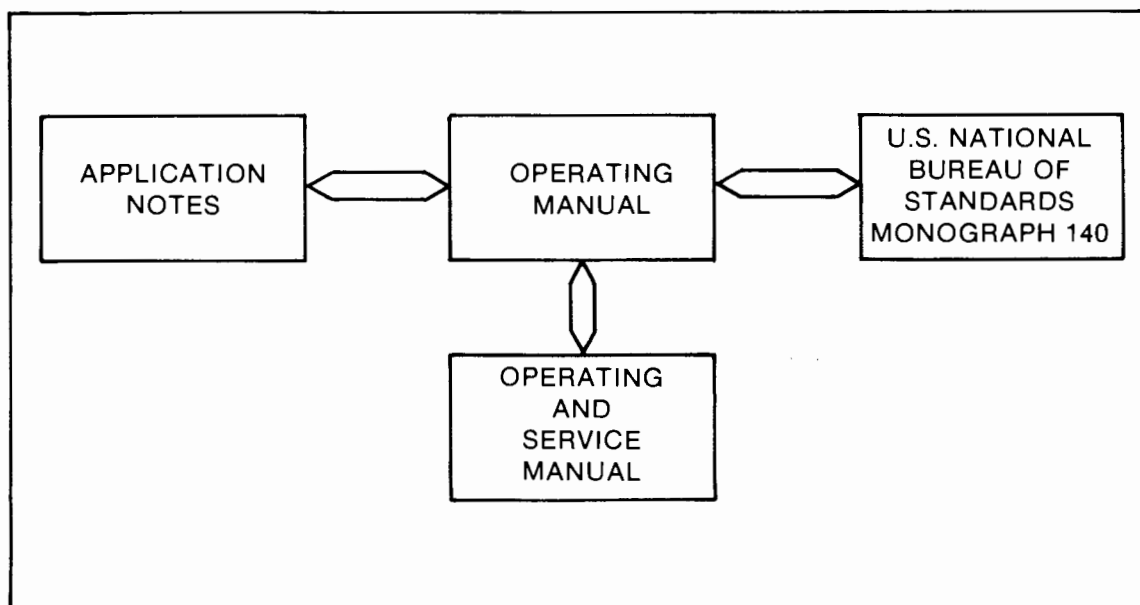 APPLICATION
NOTES
OPERATING
MANUAL
U.S. NATIONAL
BUREAU OF
STANDARDS
MONOGRAPH 140
OPERATING
AND
SERVICE
MANUAL